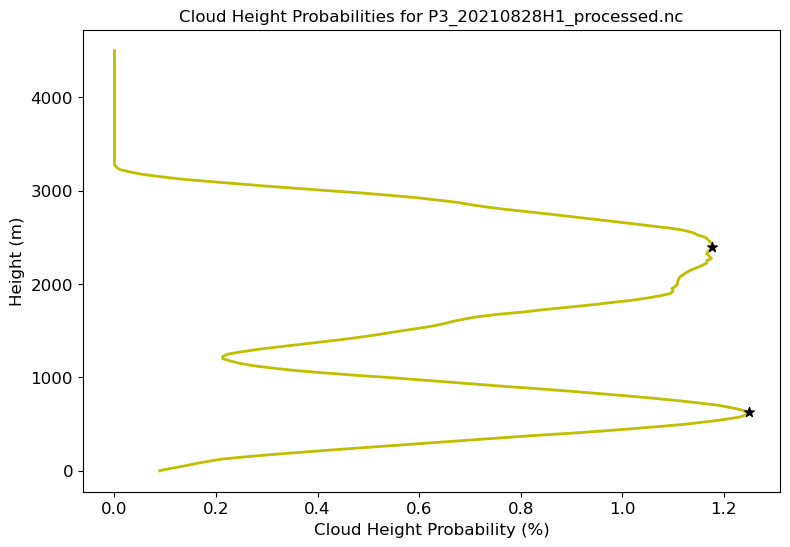 Cloud Height Probabilities for P3_20210828H1_processed.nc
Height (m)
4000
3000
2000
1000
0
0.0 0.2 0.4 0.6 0.8 1.0 1.2
Cloud Height Probability (%)